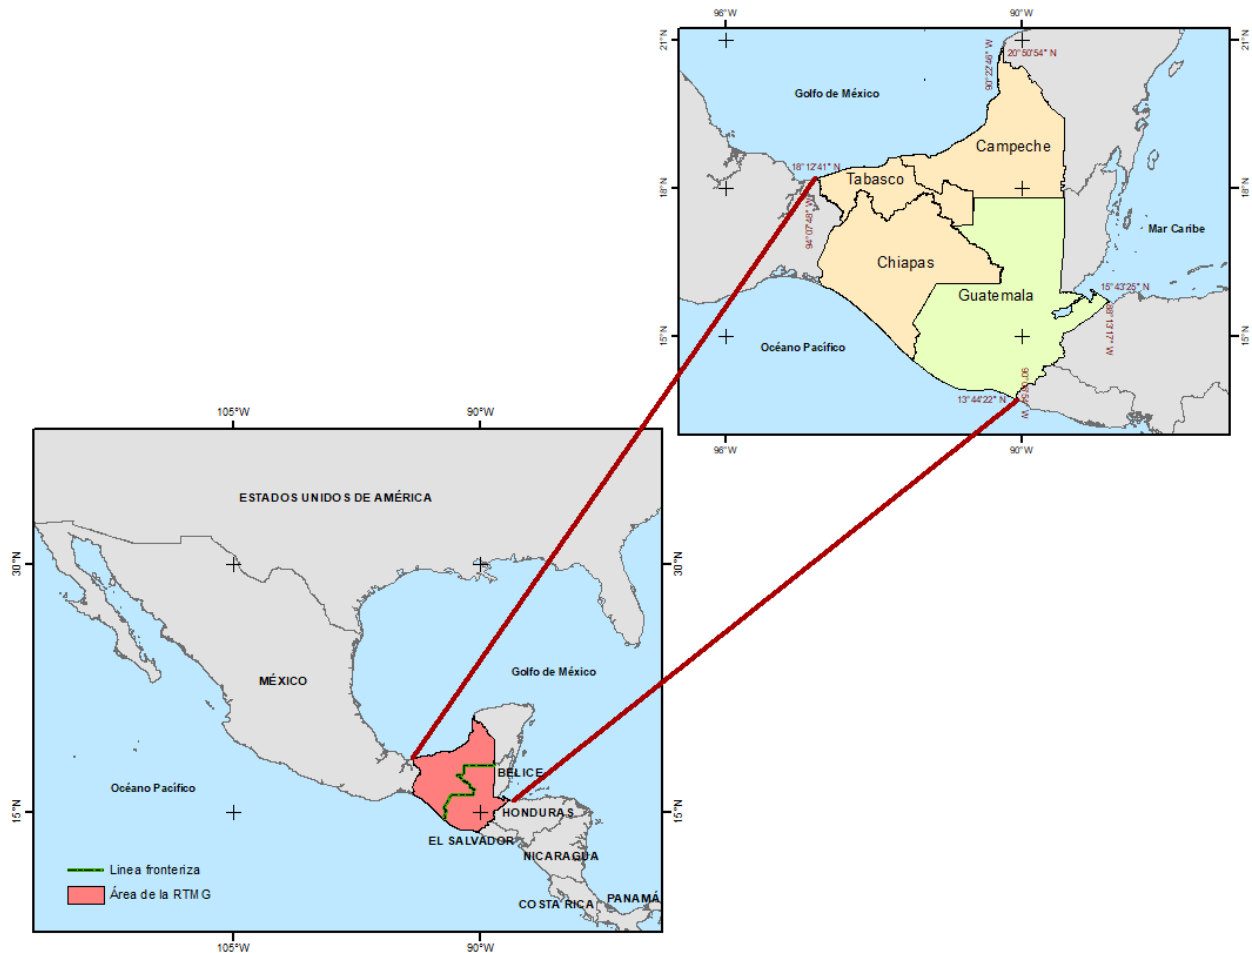 96°W
90°W
21°N
21°N
90°22'46" W
20°50'54" N
Golfo de México
Campeche
18°12'41" N
Tabasco
18°N
18°N
94°07'48" W
Mar Caribe
Chiapas
Guatemala
15°43'25" N
88°13'17" W
Océano Pacífico
15°N
15°N
13°44'22" N
96°W
90°W
105°W
90°W
ESTADOS UNIDOS DE AMÉRICA
30°N
30°N
Golfo de México
MÉXICO
BELICE
Océano Pacífico
15°N
15°N
HONDURAS
EL SALVADOR
NICARAGUA
Linea fronteriza
Área de la RTMG
COSTA RICA
PANAMÁ
105°W
90°W